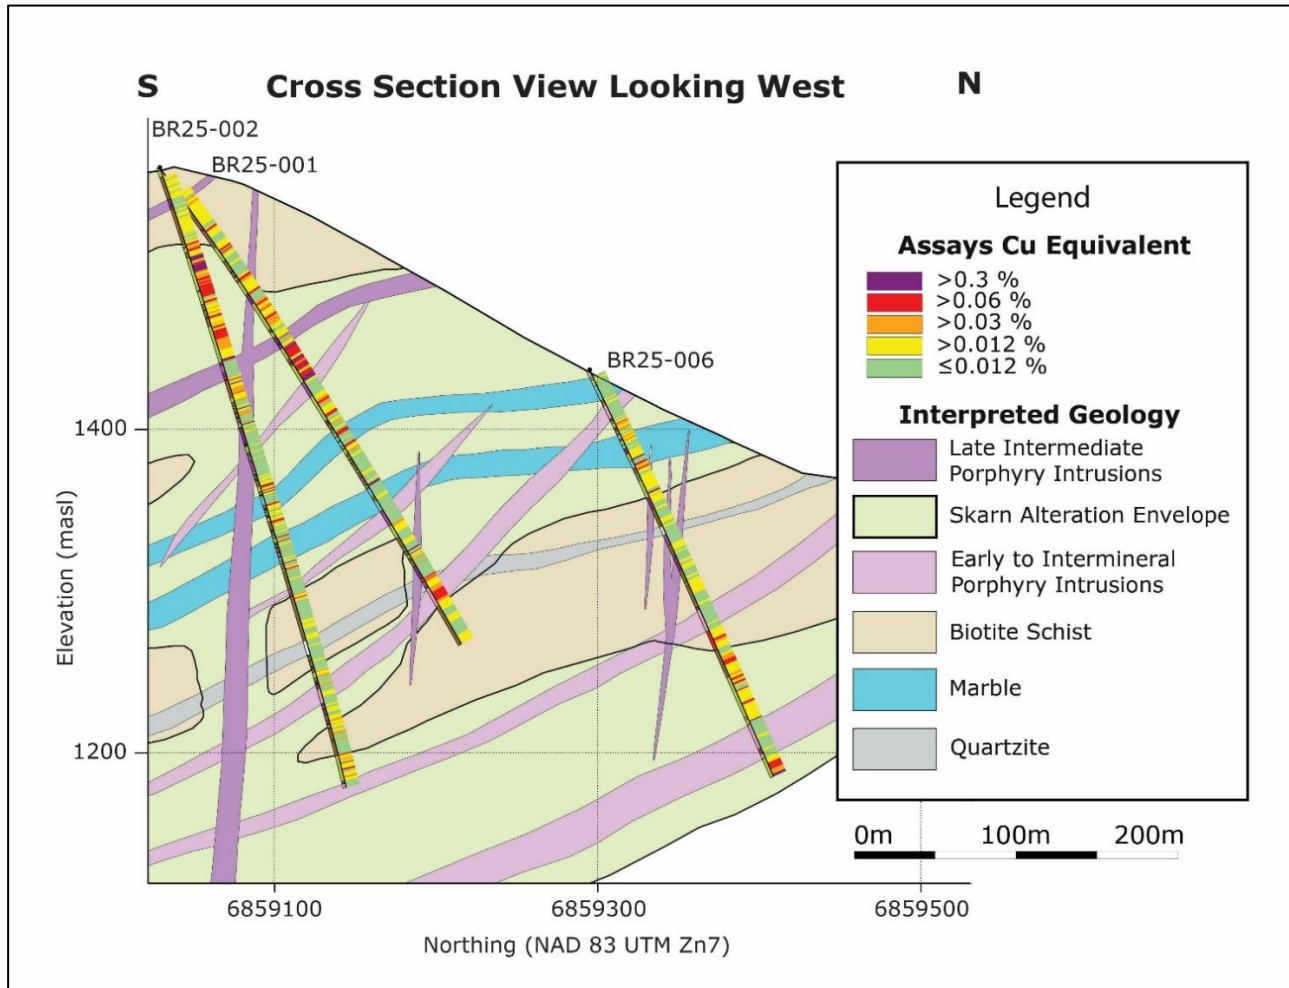 S
Cross Section View Looking West
N
BR25-002
BR25-001
BR25-006
1400
1200
Elevation (masl)
6859100
6859300
6859500
Northing (NAD 83 UTM Zn7)
Legend
Assays Cu Equivalent
>0.3 %
>0.06 %
>0.03 %
>0.012 %
≤0.012 %
Interpreted Geology
Late Intermediate
Porphyry Intrusions
Skarn Alteration Envelope
Early to Intermineral
Porphyry Intrusions
Biotite Schist
Marble
Quartzite
0m 100m 200m